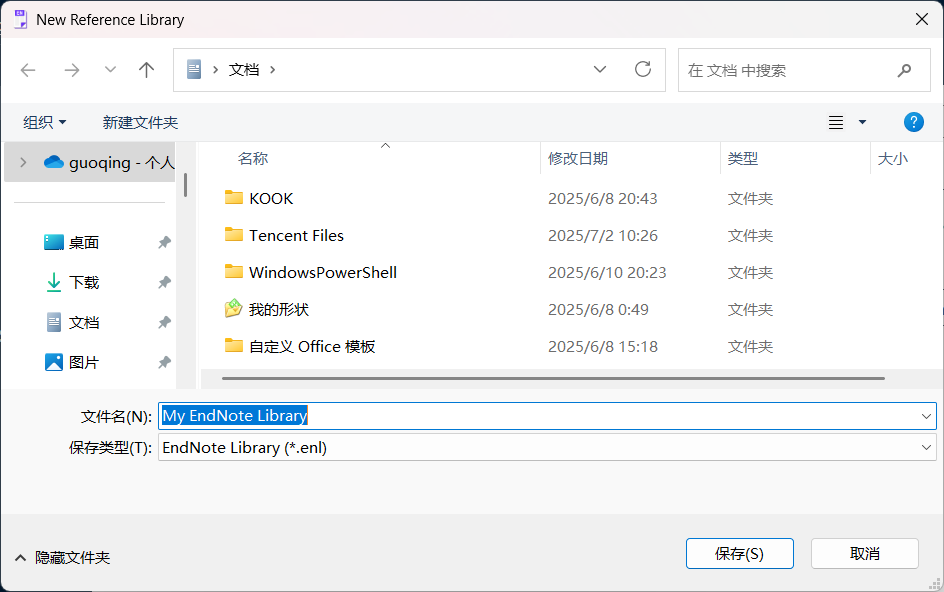 New Reference Library
文档
在 文档 中搜索
组织
新建文件夹
guoqing - 个人
桌面
下载
文档
图片
名称 修改日期 类型 大小
KOOK 2025/6/8 20:43 文件夹
Tencent Files 2025/7/2 10:26 文件夹
WindowsPowerShell 2025/6/10 20:23 文件夹
我的形状 2025/6/8 0:49 文件夹
自定义 Office 模板 2025/6/8 15:18 文件夹
文件名(N): My EndNote Library
保存类型(T): EndNote Library (*.enl)
隐藏文件夹
保存(S)
取消